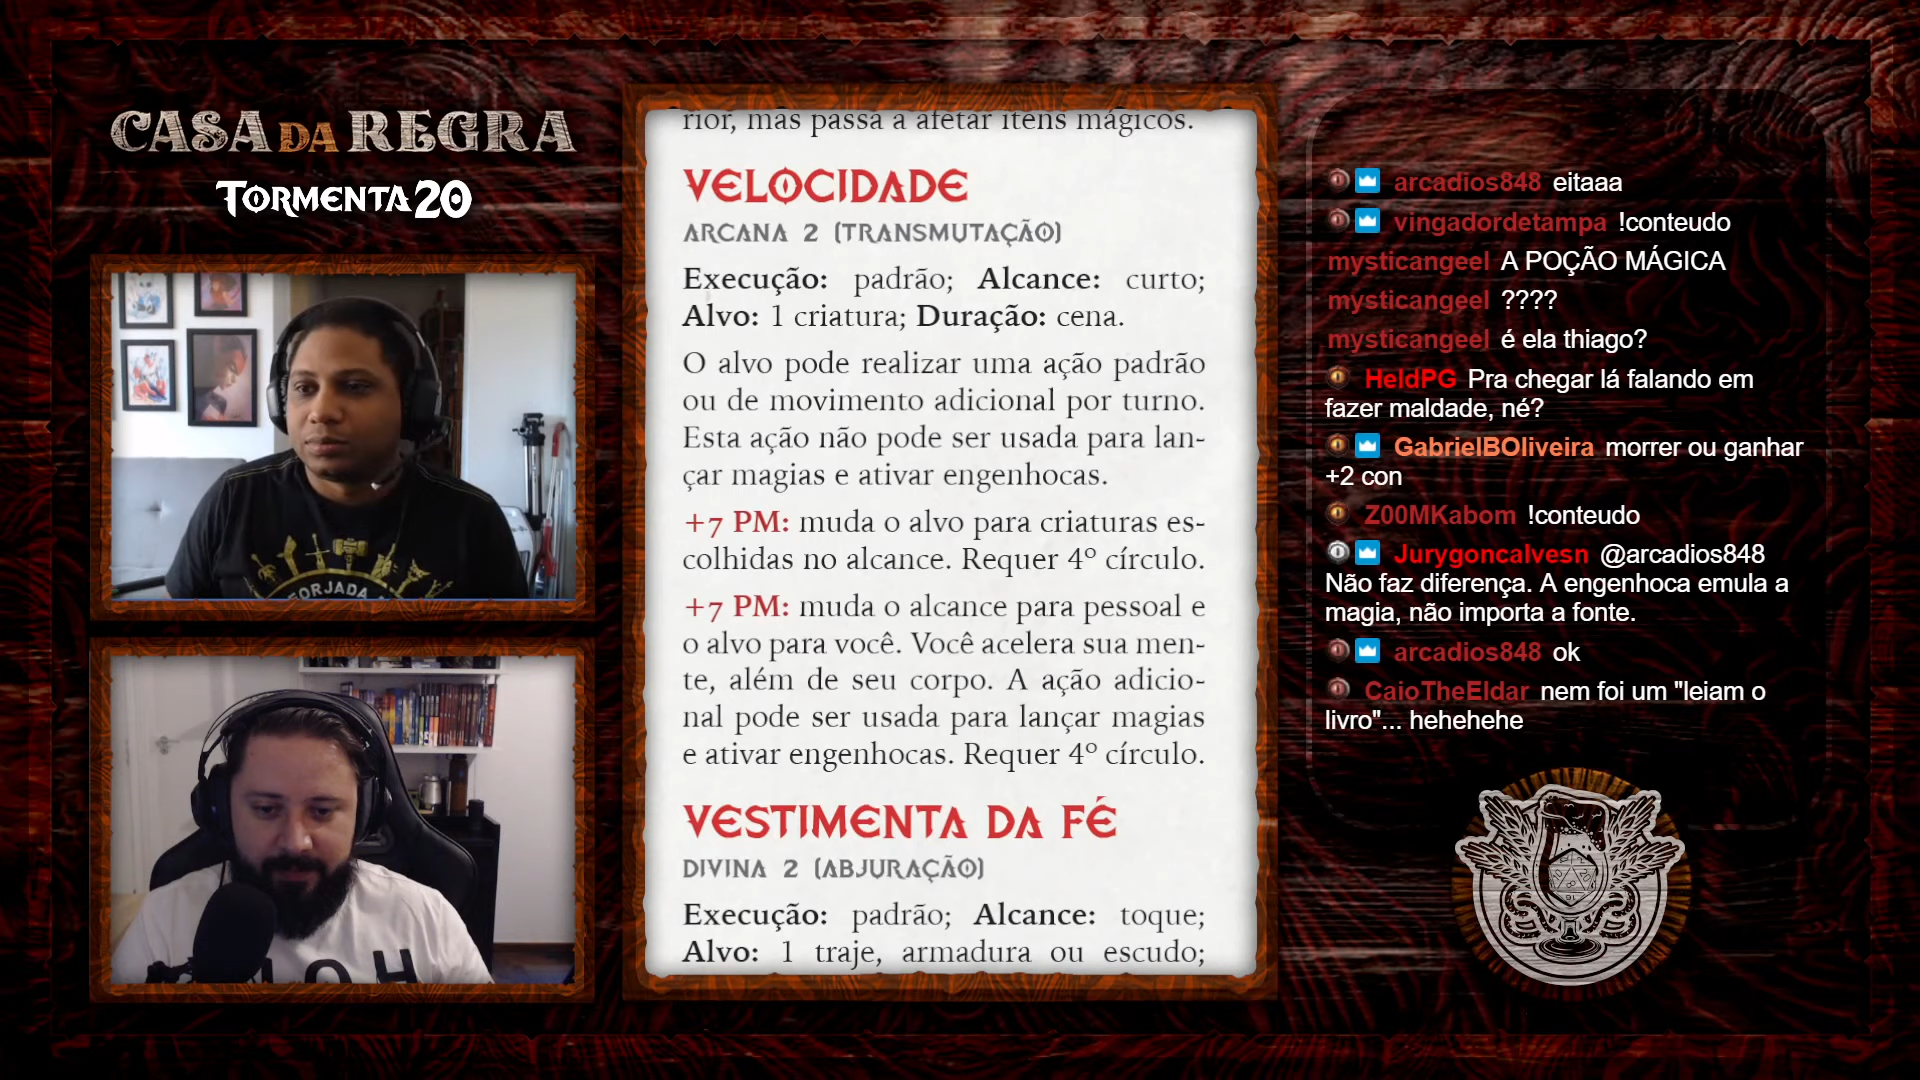 CASA DA REGRA
TORMENTA20
ORJADA
rior, mas passa a afetar itens mágicos.
VELOCIDADE
ARCANA 2 (TRANSMUTAÇÃO)
Execução: padrão; Alcance: curto;
Alvo: 1 criatura; Duração: cena.
O alvo pode realizar uma ação padrão
ou de movimento adicional por turno.
Esta ação não pode ser usada para lan-
çar magias e ativar engenhocas.
+7 PM: muda o alvo para criaturas es-
colhidas no alcance. Requer 4º círculo.
+7 PM: muda o alcance para pessoal e
o alvo para você. Você acelera sua men-
te, além de seu corpo. A ação adicio-
nal pode ser usada para lançar magias
e ativar engenhocas. Requer 4º círculo.
VESTIMENTA DA FÉ
DIVINA 2 (ABJURAÇÃO)
Execução: padrão; Alcance: toque;
Alvo: 1 traje, armadura ou escudo;
arcadios848 eitaaa
vingadordetampa !conteudo
mysticangeel A POÇÃO MÁGICA
mysticangeel ????
mysticangeel é ela thiago?
HeldPG Pra chegar lá falando em
fazer maldade, né?
GabrielBOliveira morrer ou ganhar
+2 con
Z00MKabom !conteudo
Jurygoncalvesn @arcadios848
Não faz diferença. A engenhoca emula a
magia, não importa a fonte.
arcadios848 ok
CaioTheEldar nem foi um "leiam o
livro"... hehehehe